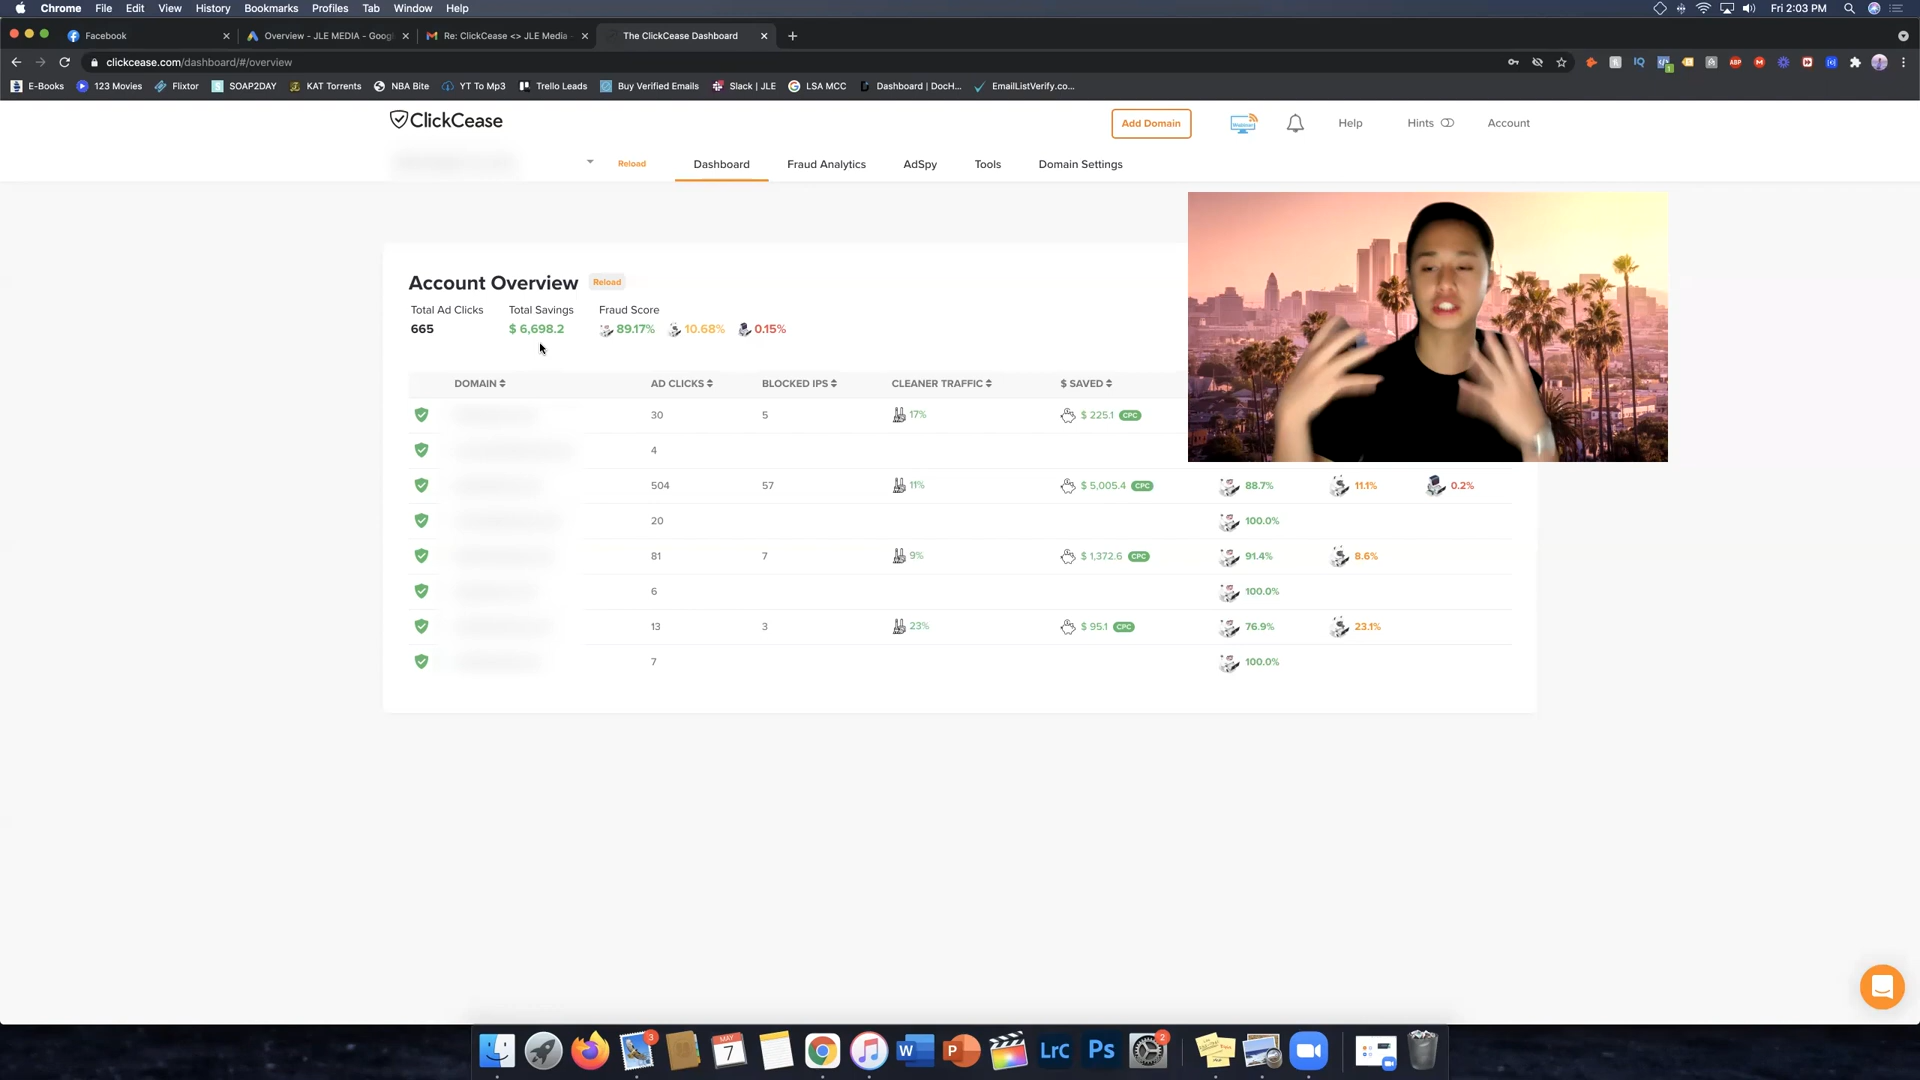 Chrome File Edit View History Bookmarks Profiles Tab Window Help Fri 2:03 PM
Facebook Overview - JLE MEDIA - Goog Re: ClickCease <> JLE Media - The ClickCease Dashboard
clickcease.com/dashboard/#/overview
E-Books 123 Movies Flixtor SOAP2DAY KAT Torrents NBA Bite YT To Mp3 Trello Leads Buy Verified Emails Slack | JLE LSA MCC Dashboard | DocH... EmailListVerify.co...
ClickCease Add Domain Webinar Help Hints Account
Reload Dashboard Fraud Analytics AdSpy Tools Domain Settings
Account Overview Reload
Total Ad Clicks Total Savings Fraud Score
665 $ 6,698.2 89.17% 10.68% 0.15%
DOMAIN AD CLICKS BLOCKED IPS CLEANER TRAFFIC $ SAVED
30 5 17% $ 225.1 CPC
4
504 57 11% $ 5,005.4 CPC 88.7% 11.1% 0.2%
20 100.0%
81 7 9% $ 1,372.6 CPC 91.4% 8.6%
6 100.0%
13 3 23% $ 95.1 CPC 76.9% 23.1%
7 100.0%
3 MAY 7 W P Lrc Ps 2